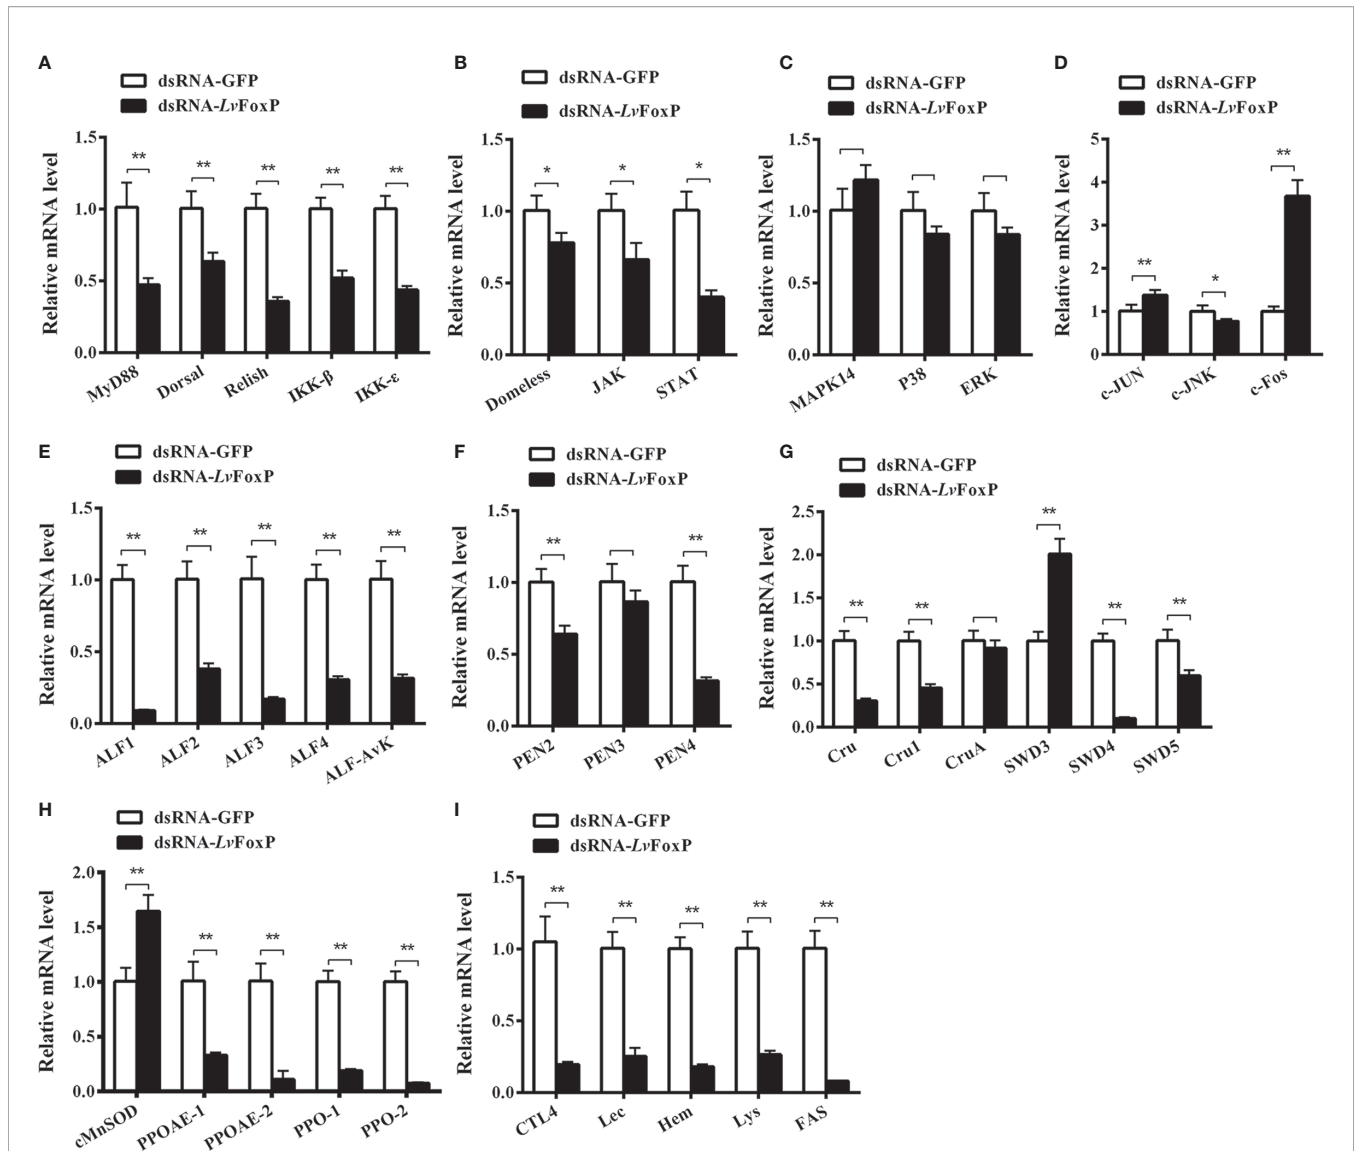 A
dsRNA-GFP
dsRNA-LvFoxP
Relative mRNA level
1.5
1.0
0.5
0.0
** ** ** ** **
MyD88 Dorsal Relish IKK-β IKK-ε
B
dsRNA-GFP
dsRNA-LvFoxP
Relative mRNA level
1.5
1.0
0.5
0.0
* * *
Domeless JAK STAT
C
dsRNA-GFP
dsRNA-LvFoxP
Relative mRNA level
1.5
1.0
0.5
0.0
MAPK14 P38 ERK
D
dsRNA-GFP
dsRNA-LvFoxP
Relative mRNA level
5
4
3
2
1
0
** * **
c-JUN c-JNK c-Fos
E
dsRNA-GFP
dsRNA-LvFoxP
Relative mRNA level
1.5
1.0
0.5
0.0
** ** ** ** **
ALF1 ALF2 ALF3 ALF4 ALF-AvK
F
dsRNA-GFP
dsRNA-LvFoxP
Relative mRNA level
1.5
1.0
0.5
0.0
** **
PEN2 PEN3 PEN4
G
dsRNA-GFP
dsRNA-LvFoxP
Relative mRNA level
2.5
2.0
1.5
1.0
0.5
0.0
** ** ** ** **
Cru Cru1 CruA SWD3 SWD4 SWD5
H
dsRNA-GFP
dsRNA-LvFoxP
Relative mRNA level
2.0
1.5
1.0
0.5
0.0
** ** ** ** **
cMnSOD PPOAE-1 PPOAE-2 PPO-1 PPO-2
I
dsRNA-GFP
dsRNA-LvFoxP
Relative mRNA level
1.5
1.0
0.5
0.0
** ** ** ** **
CTL4 Lec Hem Lys FAS